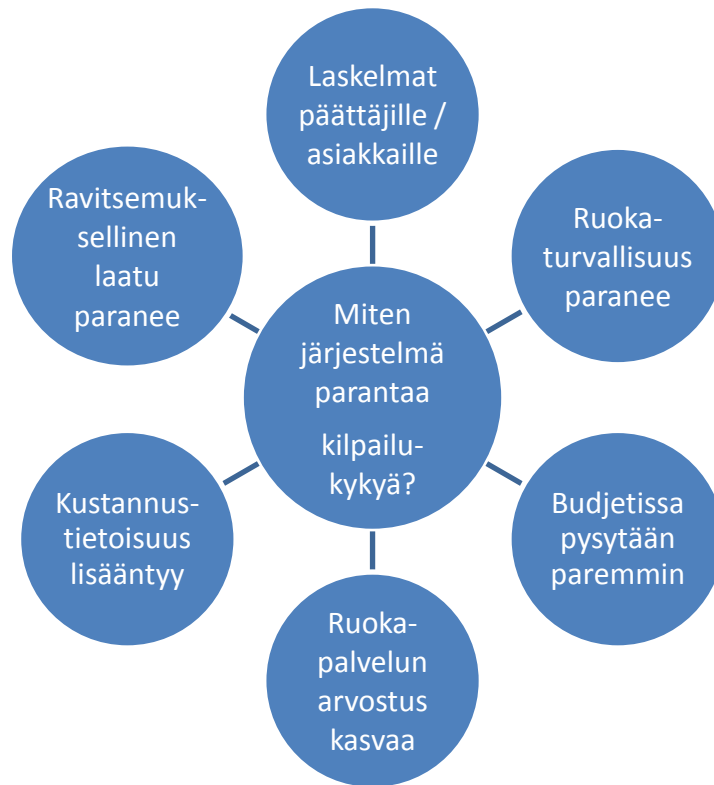 Laskelmat
päättäjille /
asiakkaille
Ruoka-
turvallisuus
paranee
Budjetissa
pysytään
paremmin
Ruoka-
palvelun
arvostus
kasvaa
Kustannus-
tietoisuus
lisääntyy
Ravitsemuk-
sellinen
laatu
paranee
Miten
järjestelmä
parantaa
kilpailu-
kykyä?